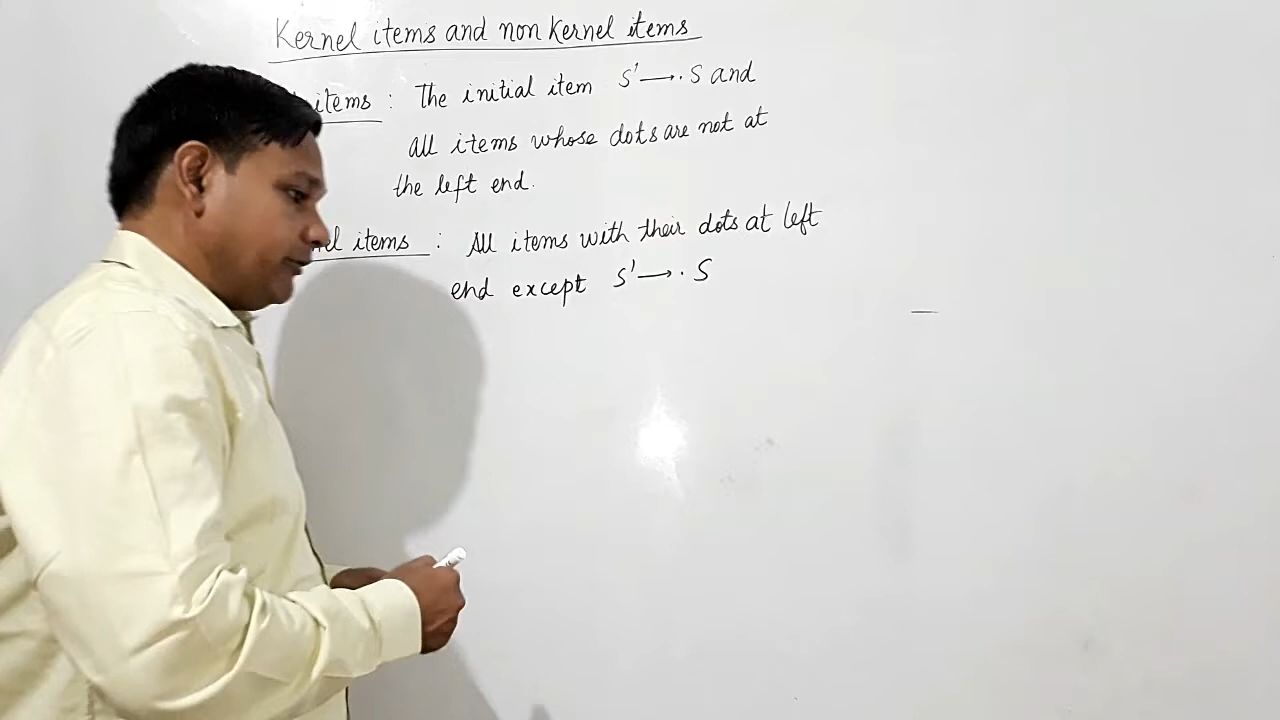 Kernel items and non Kernel items
items : The initial item S' → . S and
all items whose dots are not at
the left end.
items : All items with their dots at left
end except S' → . S